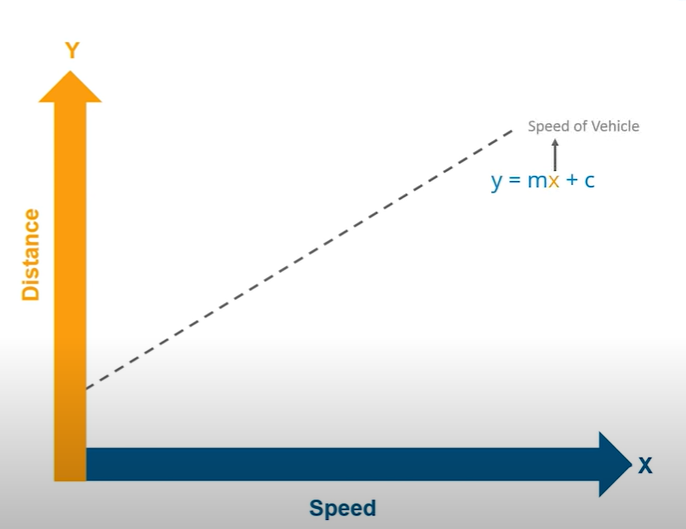 Y
Speed of Vehicle
y = mx + c
Distance
X
Speed